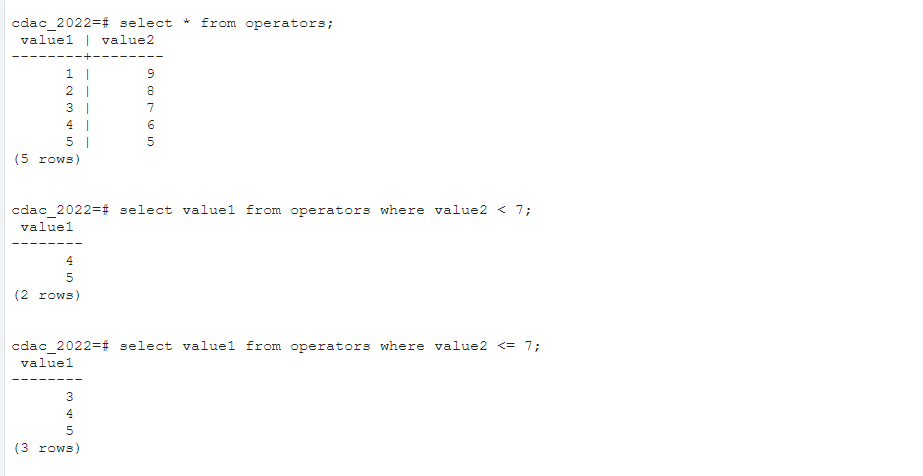 cdac_2022=# select * from operators;
 value1 | value2
--------+--------
      1 |      9
      2 |      8
      3 |      7
      4 |      6
      5 |      5
(5 rows)
cdac_2022=# select value1 from operators where value2 < 7;
 value1
--------
      4
      5
(2 rows)
cdac_2022=# select value1 from operators where value2 <= 7;
 value1
--------
      3
      4
      5
(3 rows)